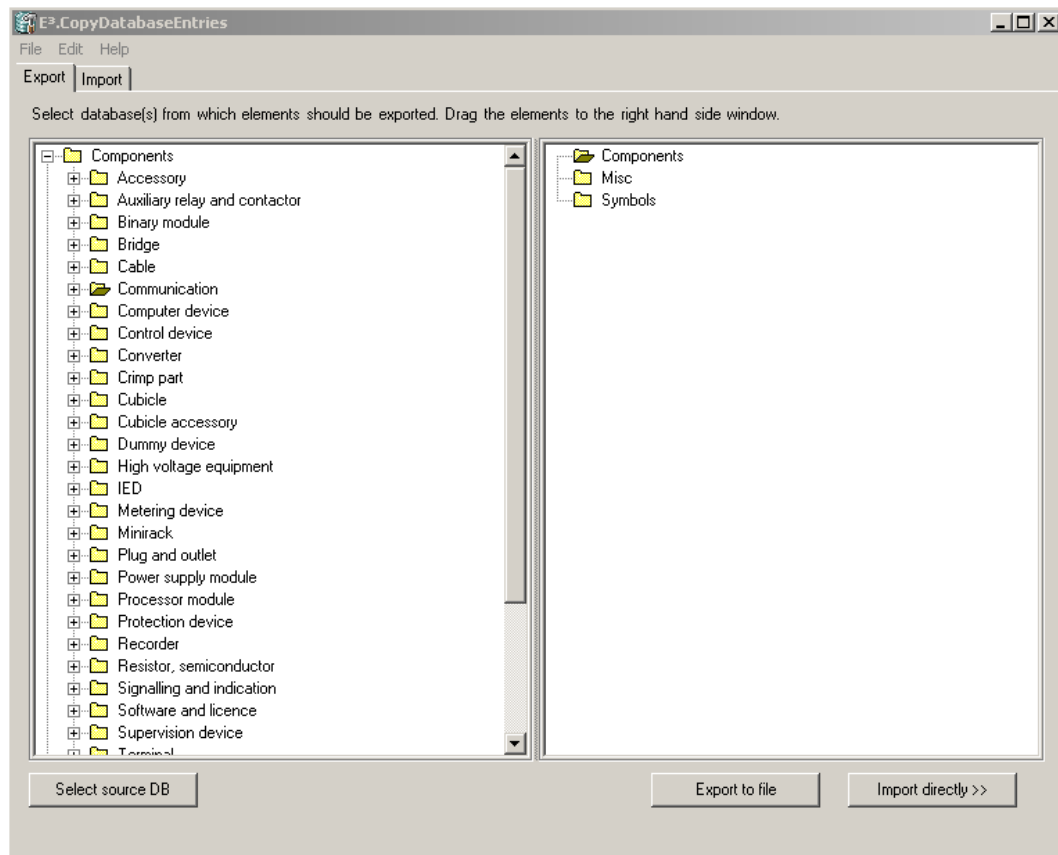 E³.CopyDatabaseEntries
File Edit Help
Export Import
Select database(s) from which elements should be exported. Drag the elements to the right hand side window.
Components
Accessory
Auxiliary relay and contactor
Binary module
Bridge
Cable
Communication
Computer device
Control device
Converter
Crimp part
Cubicle
Cubicle accessory
Dummy device
High voltage equipment
IED
Metering device
Minirack
Plug and outlet
Power supply module
Processor module
Protection device
Recorder
Resistor, semiconductor
Signalling and indication
Software and licence
Supervision device
Terminal
Components
Misc
Symbols
Select source DB
Export to file
Import directly >>